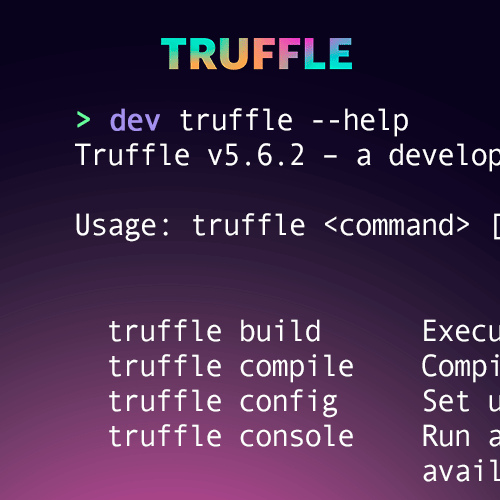 TRUFFLE
> dev truffle --help
Truffle v5.6.2 – a develop
Usage: truffle <command> [
truffle build Execu
truffle compile Compi
truffle config Set u
truffle console Run a
avail